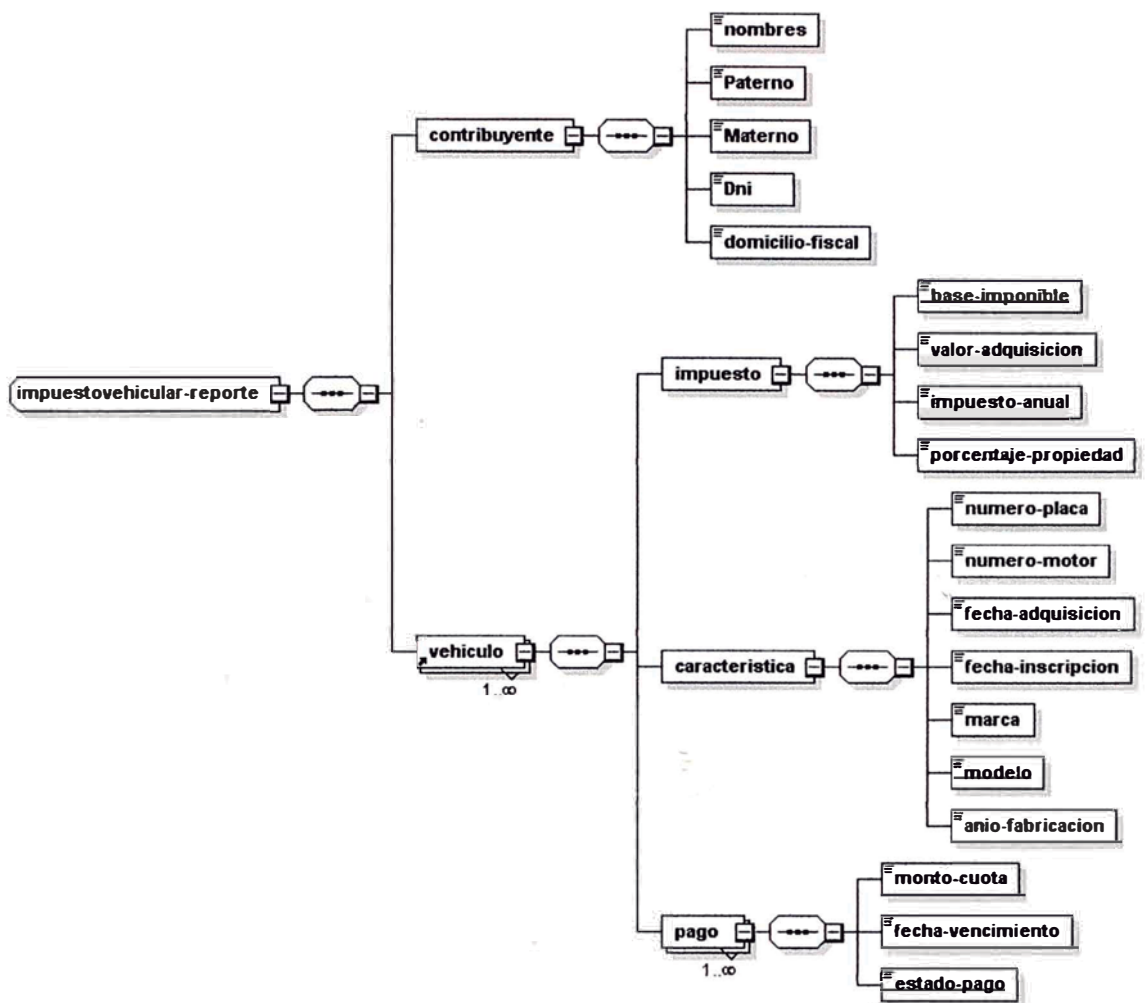 nombres
Paterno
contribuyente
Materno
Dni
domicilio-fiscal
base-imponible
valor-adquisicion
impuesto
impuestovehicular-reporte
impuesto-anual
porcentaje-propiedad
numero-placa
numero-motor
fecha-adquisicion
vehiculo
1..∞
caracteristica
fecha-inscripcion
marca
modelo
anio-fabricacion
monto-cuota
pago
1..∞
fecha-vencimiento
estado-pago